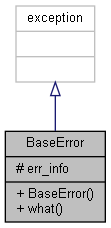 exception
BaseError
# err_info
+ BaseError()
+ what()